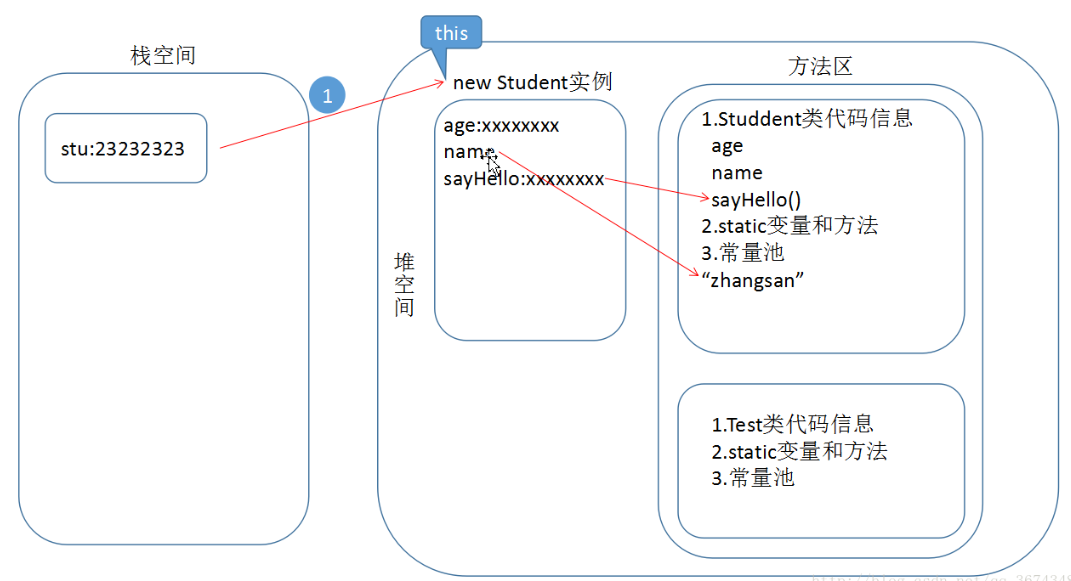 栈空间
stu:23232323
1
this
new Student实例
age:xxxxxxxx
name
sayHello:xxxxxxxx
堆空间
方法区
1.Studdent类代码信息
age
name
sayHello()
2.static变量和方法
3.常量池
“zhangsan”
1.Test类代码信息
2.static变量和方法
3.常量池